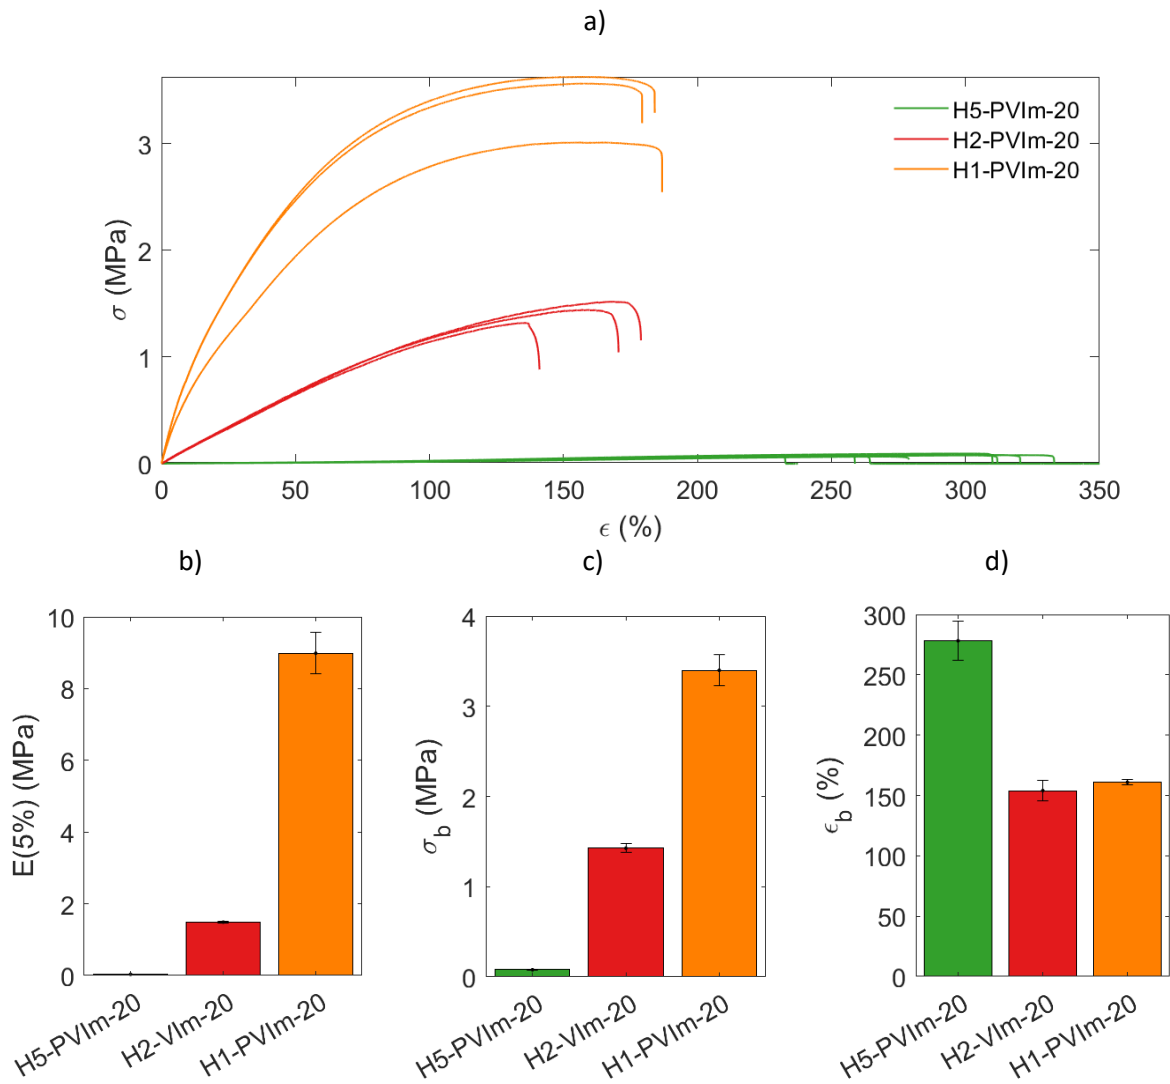 a)
σ (MPa)
3
2
1
0
H5-PVIm-20
H2-PVIm-20
H1-PVIm-20
0 50 100 150 200 250 300 350
ϵ (%)
b)
E(5%) (MPa)
10
8
6
4
2
0
H5-PVIm-20
H2-VIm-20
H1-PVIm-20
c)
σb (MPa)
4
3
2
1
0
H5-PVIm-20
H2-VIm-20
H1-PVIm-20
d)
ϵb (%)
300
250
200
150
100
50
0
H5-PVIm-20
H2-VIm-20
H1-PVIm-20